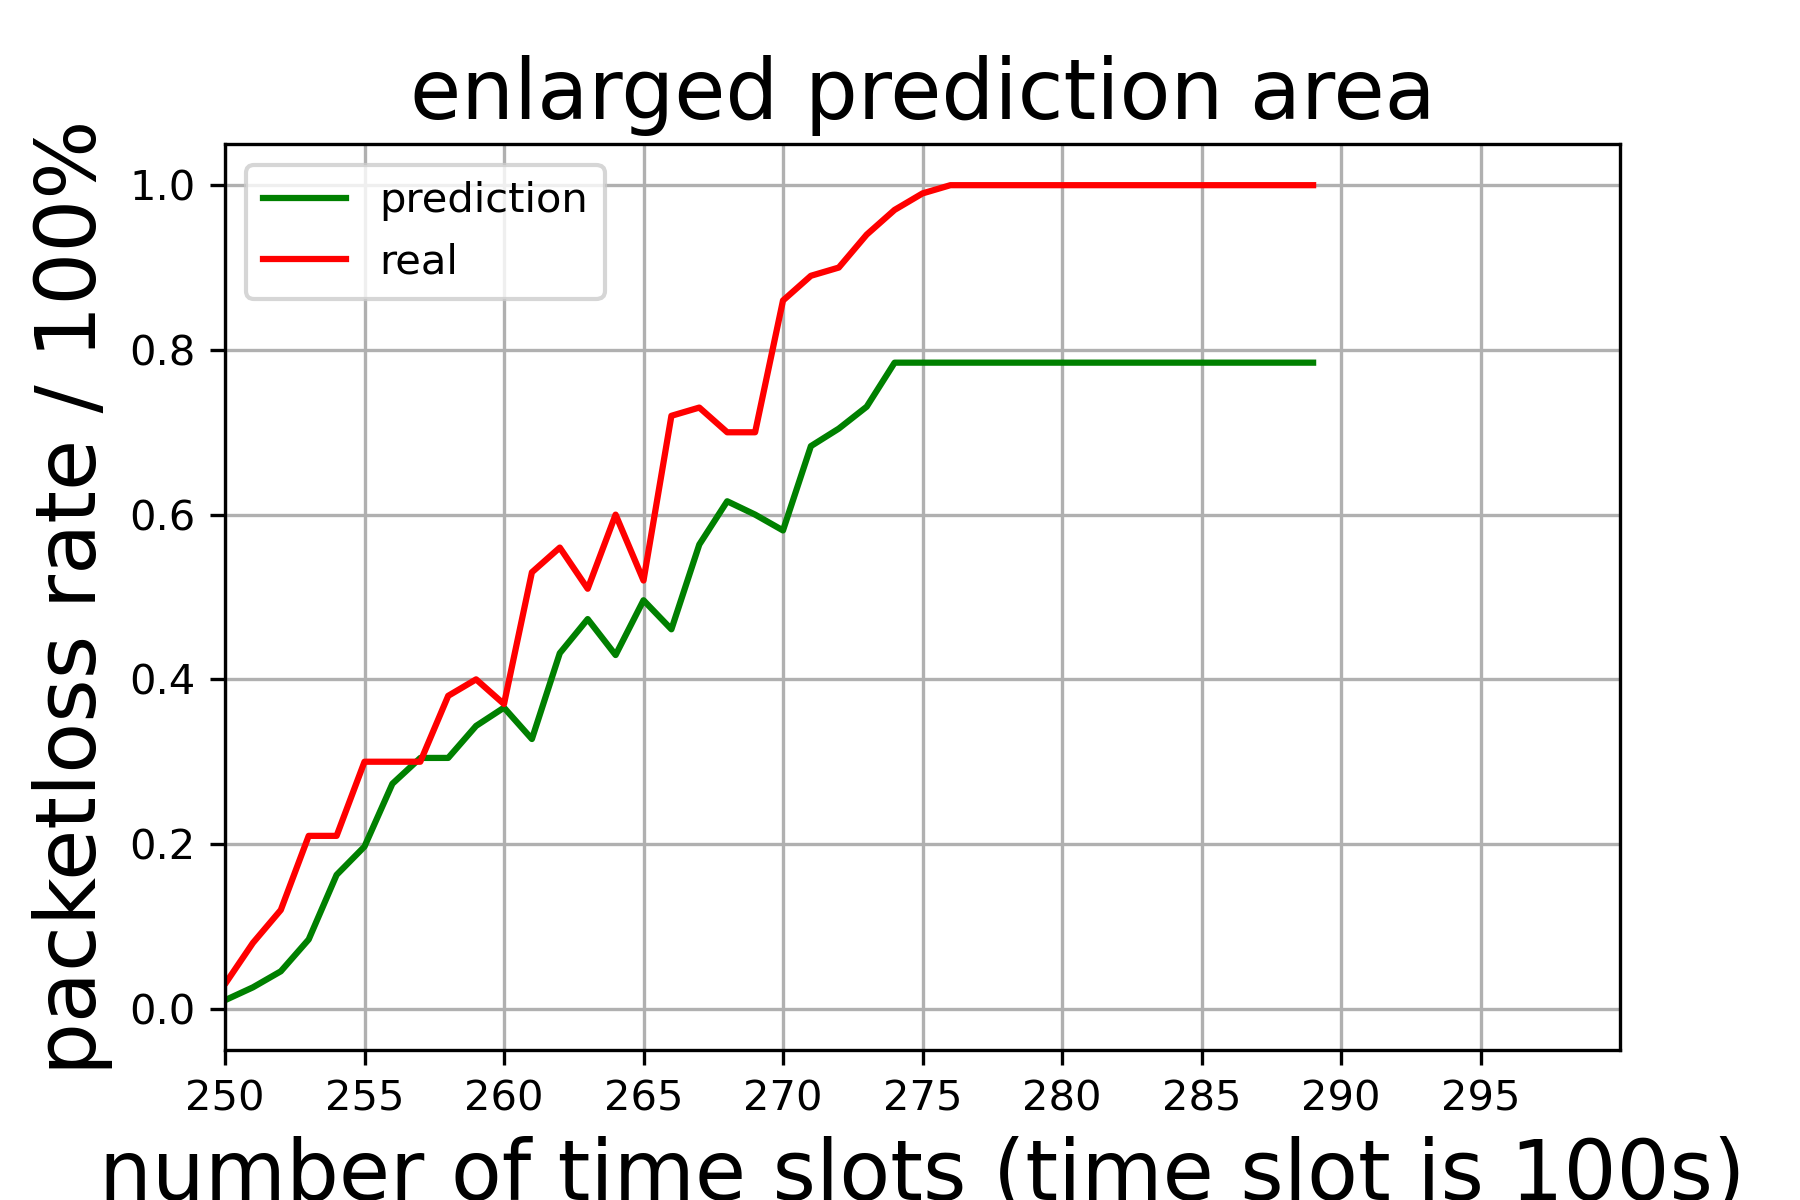 enlarged prediction area
packetloss rate / 100%
prediction
real
1.0
0.8
0.6
0.4
0.2
0.0
250 255 260 265 270 275 280 285 290 295
number of time slots (time slot is 100s)